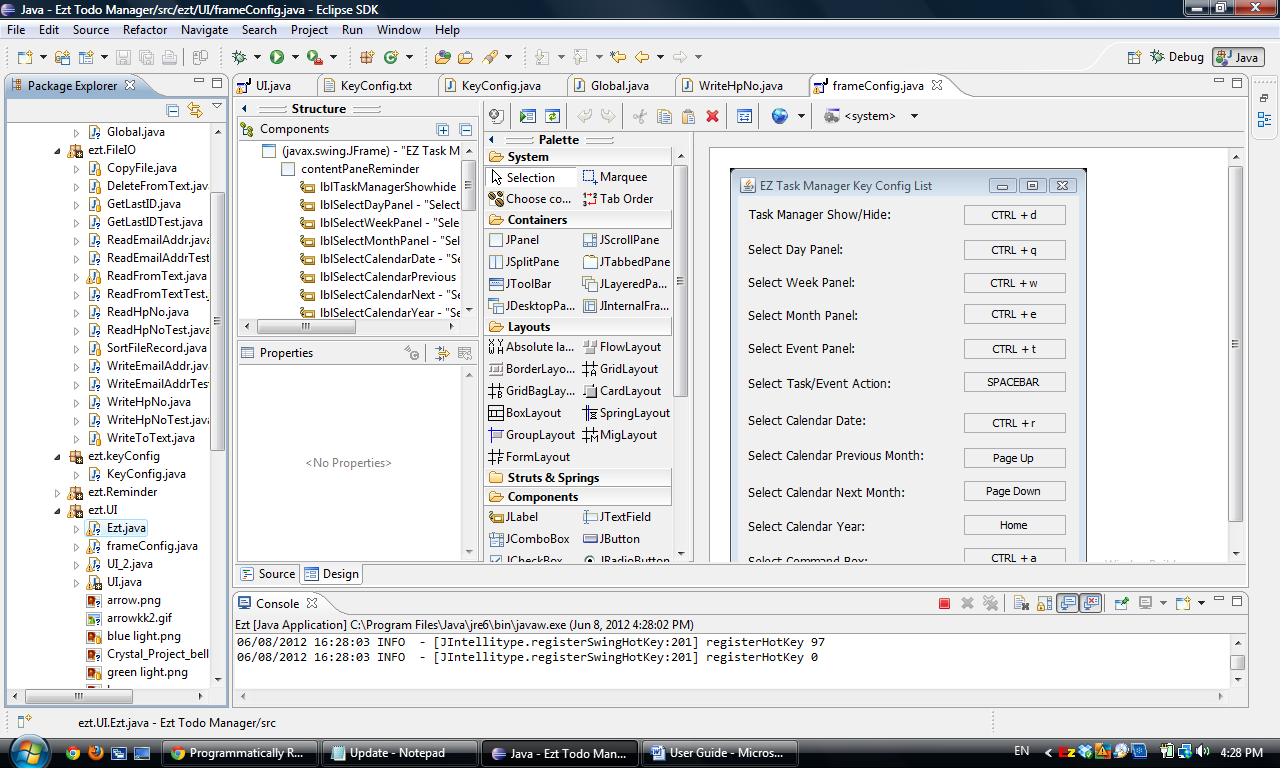 Java - Ezt Todo Manager/src/ezt/UI/frameConfig.java - Eclipse SDK
File Edit Source Refactor Navigate Search Project Run Window Help
Debug Java
Package Explorer
Global.java
ezt.FileIO
CopyFile.java
DeleteFromText.java
GetLastID.java
GetLastIDTest.java
ReadEmailAddr.java
ReadEmailAddrTest
ReadFromText.java
ReadFromTextTest.
ReadHpNo.java
ReadHpNoTest.java
SortFileRecord.java
WriteEmailAddr.java
WriteEmailAddrTest
WriteHpNo.java
WriteHpNoTest.java
WriteToText.java
ezt.keyConfig
KeyConfig.java
ezt.Reminder
ezt.UI
Ezt.java
frameConfig.java
UI_2.java
UI.java
arrow.png
arrowkk2.gif
blue light.png
Crystal_Project_bell
green light.png
UI.java KeyConfig.txt KeyConfig.java Global.java WriteHpNo.java frameConfig.java
Structure
Components
(javax.swing.JFrame) - "EZ Task M
contentPaneReminder
lblTaskManagerShowhide
lblSelectDayPanel - "Select
lblSelectWeekPanel - "Sele
lblSelectMonthPanel - "Sel
lblSelectCalendarDate - "Se
lblSelectCalendarPrevious
lblSelectCalendarNext - "Se
lblSelectCalendarYear - "Se
Properties
<No Properties>
<system>
Palette
System
Selection Marquee
Choose co... Tab Order
Containers
JPanel JScrollPane
JSplitPane JTabbedPane
JToolBar JLayeredPa...
JDesktopPa... JInternalFra...
Layouts
Absolute la... FlowLayout
BorderLayo... GridLayout
GridBagLay... CardLayout
BoxLayout SpringLayout
GroupLayout MigLayout
FormLayout
Struts & Springs
Components
JLabel JTextField
JComboBox JButton
JCheckBox JRadioButton
EZ Task Manager Key Config List
Task Manager Show/Hide: CTRL + d
Select Day Panel: CTRL + q
Select Week Panel: CTRL + w
Select Month Panel: CTRL + e
Select Event Panel: CTRL + t
Select Task/Event Action: SPACEBAR
Select Calendar Date: CTRL + r
Select Calendar Previous Month: Page Up
Select Calendar Next Month: Page Down
Select Calendar Year: Home
Select Command Box: CTRL + a
Source Design
Console
Ezt [Java Application] C:\Program Files\Java\jre6\bin\javaw.exe (Jun 8, 2012 4:28:02 PM)
06/08/2012 16:28:03 INFO - [JIntellitype.registerSwingHotKey:201] registerHotKey 97
06/08/2012 16:28:03 INFO - [JIntellitype.registerSwingHotKey:201] registerHotKey 0
ezt.UI.Ezt.java - Ezt Todo Manager/src
Programmatically R... Update - Notepad Java - Ezt Todo Man... User Guide - Micros... EN EZ 4:28 PM